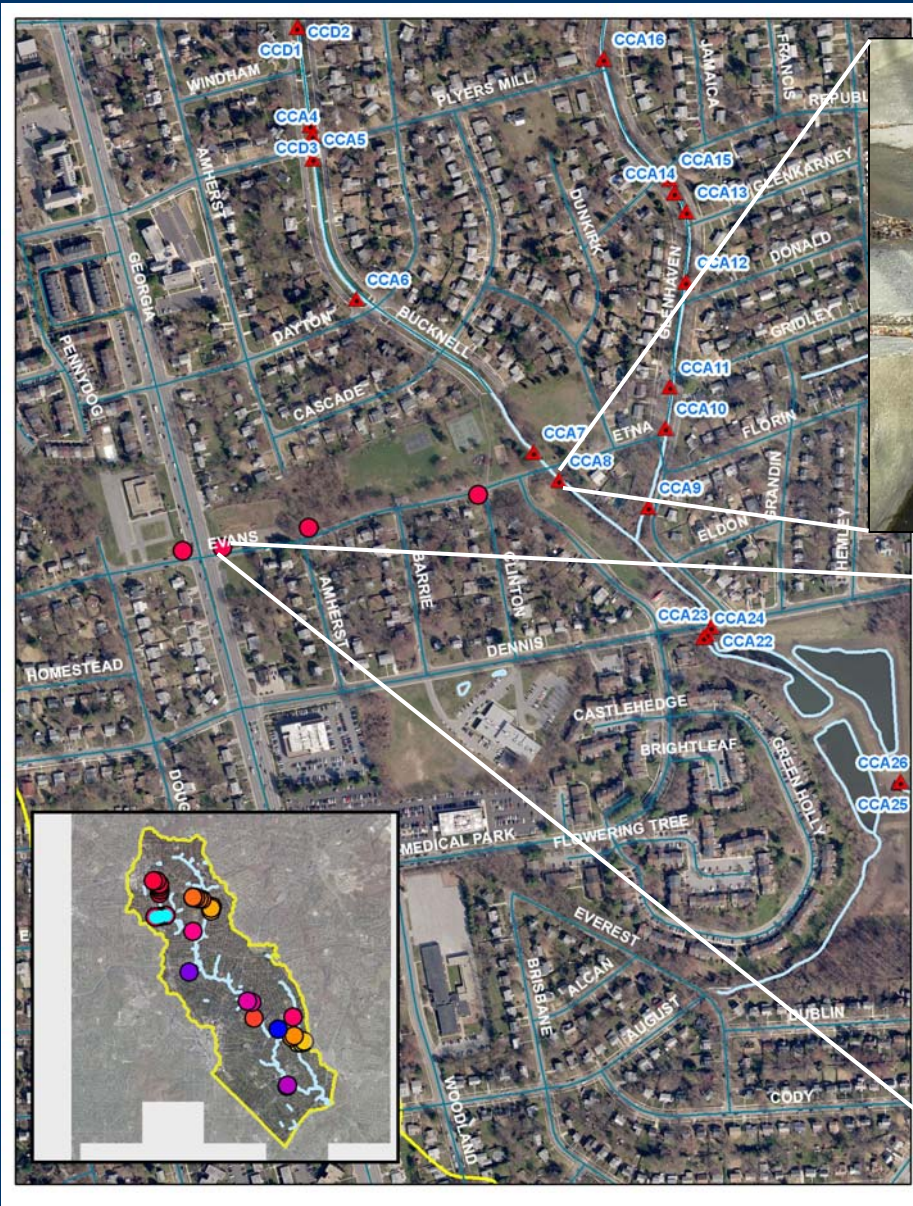 CCD2
CCA16
CCD1
JAMAICA
FRANCIS
WINDHAM
PLYERS MILL
REPUBL
CCA4
CCA5
CCD3
AMHERST
CCA15
CCA14
GLENKARNEY
CCA13
DUNKIRK
DONALD
GEORGIA
CCA12
CCA6
GLENHAVEN
BUCKNELL
DAYTON
GRIDLEY
PENNYDOG
CCA11
CASCADE
CCA10
CCA7
ETNA
FLORIN
CCA8
GRANDIN
CCA9
ELDON
HEMLEY
EVANS
BARRIE
CLINTON
AMHERST
CCA23
CCA24
CCA22
DENNIS
HOMESTEAD
CASTLEHEDGE
BRIGHTLEAF
GREEN HOLLY
CCA26
DOUG
CCA25
FLOWERING TREE
MEDICAL PARK
E
EVEREST
ALCAN
BRISBANE
AUGUST
DUBLIN
WOODLAND
CODY